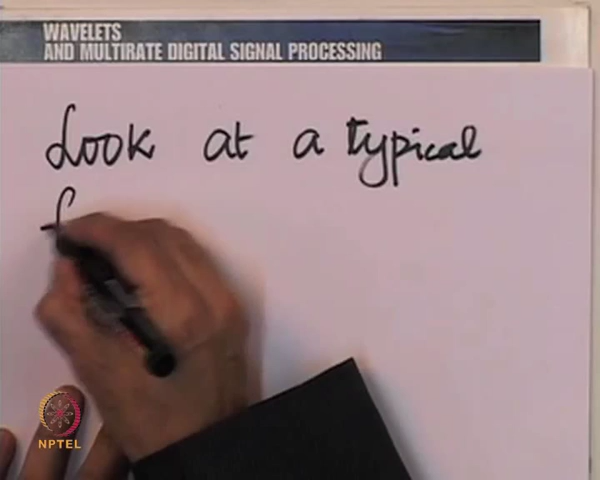 WAVELETS
AND MULTIRATE DIGITAL SIGNAL PROCESSING
Look at a typical
f
NPTEL